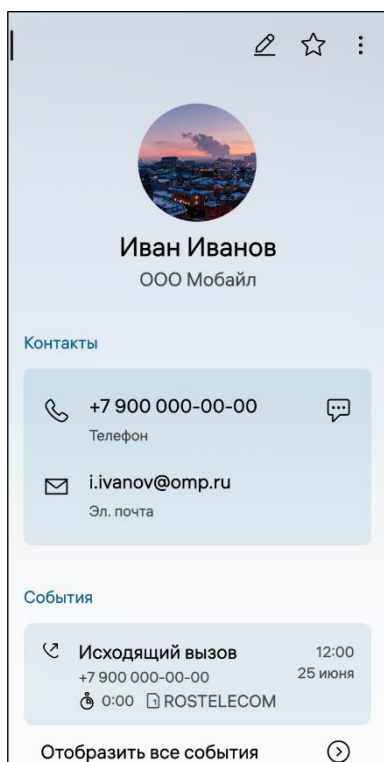 Иван Иванов
ООО Мобайл
Контакты
+7 900 000-00-00
Телефон
i.ivanov@omp.ru
Эл. почта
События
Исходящий вызов 12:00
+7 900 000-00-00 25 июня
0:00 1 ROSTELECOM
Отобразить все события